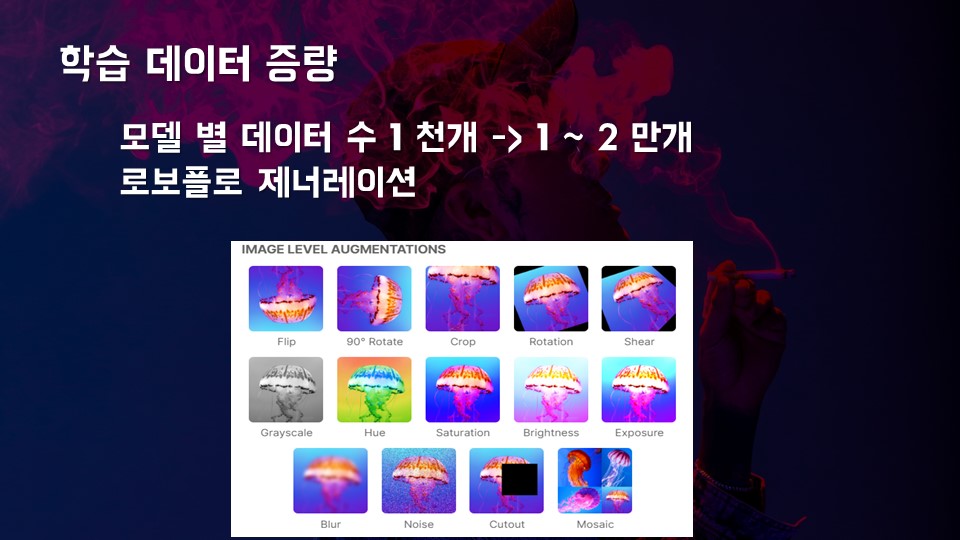 학습 데이터 증량
모델 별 데이터 수 1 천개 -> 1 ~ 2 만개
로보플로 제너레이션
IMAGE LEVEL AUGMENTATIONS
Flip
90° Rotate
Crop
Rotation
Shear
Grayscale
Hue
Saturation
Brightness
Exposure
Blur
Noise
Cutout
Mosaic